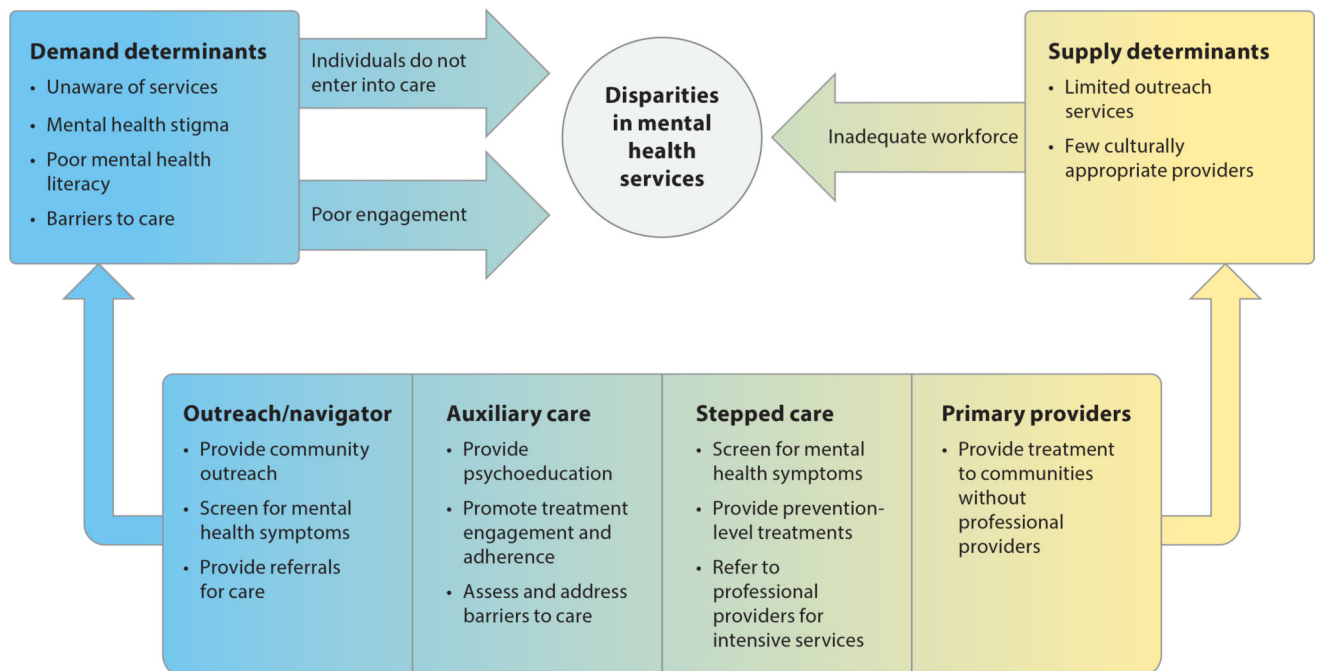 Demand determinants
• Unaware of services
• Mental health stigma
• Poor mental health
literacy
• Barriers to care
Individuals do not
enter into care
Poor engagement
Disparities
in mental
health
services
Inadequate workforce
Supply determinants
• Limited outreach
services
• Few culturally
appropriate providers
Outreach/navigator
• Provide community
outreach
• Screen for mental
health symptoms
• Provide referrals
for care
Auxiliary care
• Provide
psychoeducation
• Promote treatment
engagement and
adherence
• Assess and address
barriers to care
Stepped care
• Screen for mental
health symptoms
• Provide prevention-
level treatments
• Refer to
professional
providers for
intensive services
Primary providers
• Provide treatment
to communities
without
professional
providers